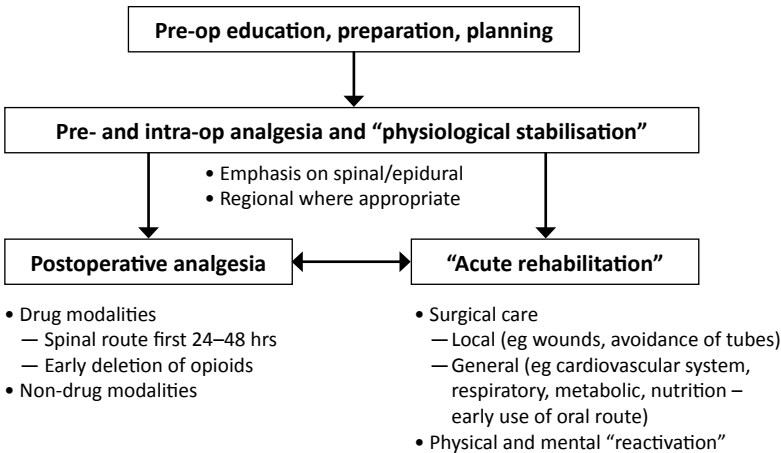 Pre-op education, preparation, planning
Pre- and intra-op analgesia and “physiological stabilisation”
• Emphasis on spinal/epidural
• Regional where appropriate
Postoperative analgesia
• Drug modalities
— Spinal route first 24–48 hrs
— Early deletion of opioids
• Non-drug modalities
“Acute rehabilitation”
• Surgical care
— Local (eg wounds, avoidance of tubes)
— General (eg cardiovascular system,
respiratory, metabolic, nutrition –
early use of oral route)
• Physical and mental “reactivation”